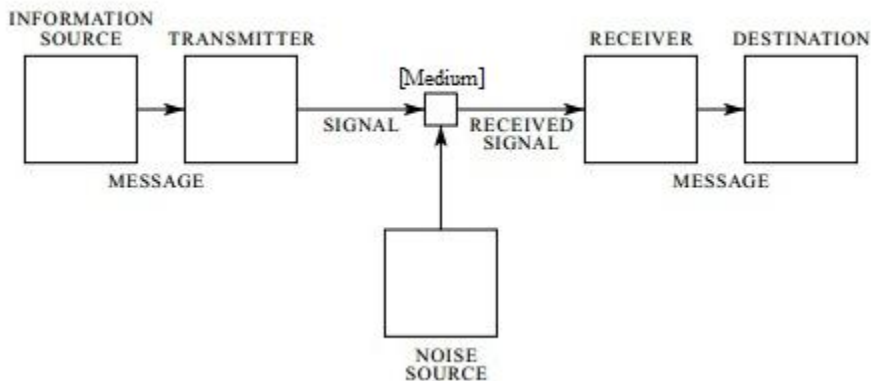 INFORMATION
SOURCE
TRANSMITTER
[Medium]
RECEIVER
DESTINATION
SIGNAL
RECEIVED
SIGNAL
MESSAGE
MESSAGE
NOISE
SOURCE